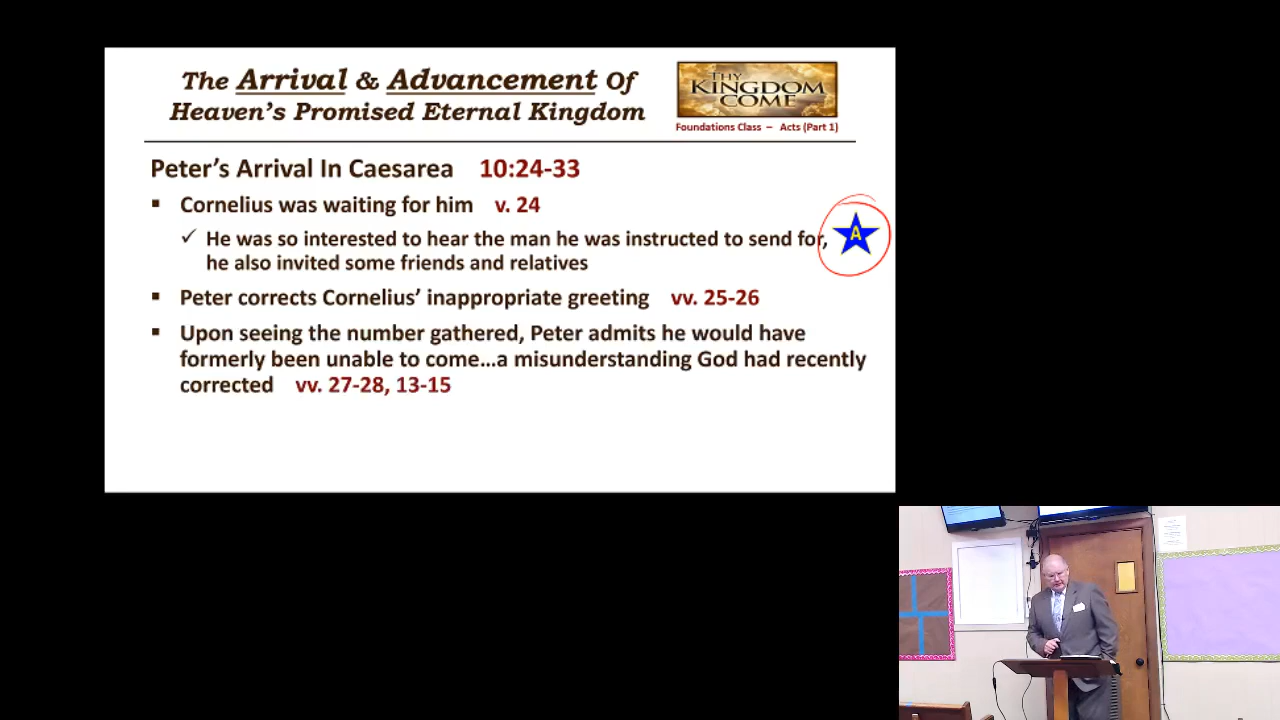 The Arrival & Advancement Of
Heaven's Promised Eternal Kingdom
THY
KINGDOM
COME
Foundations Class – Acts (Part 1)
Peter's Arrival In Caesarea 10:24-33
▪ Cornelius was waiting for him v. 24
✓ He was so interested to hear the man he was instructed to send for,
he also invited some friends and relatives
A
▪ Peter corrects Cornelius' inappropriate greeting vv. 25-26
▪ Upon seeing the number gathered, Peter admits he would have
formerly been unable to come…a misunderstanding God had recently
corrected vv. 27-28, 13-15